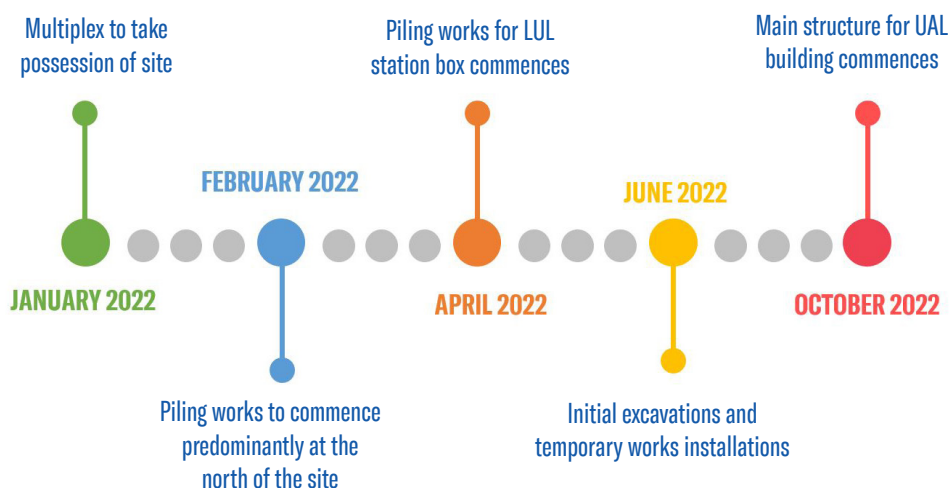 Multiplex to take
possession of site
JANUARY 2022
FEBRUARY 2022
Piling works to commence
predominantly at the
north of the site
Piling works for LUL
station box commences
APRIL 2022
JUNE 2022
Initial excavations and
temporary works installations
Main structure for UAL
building commences
OCTOBER 2022